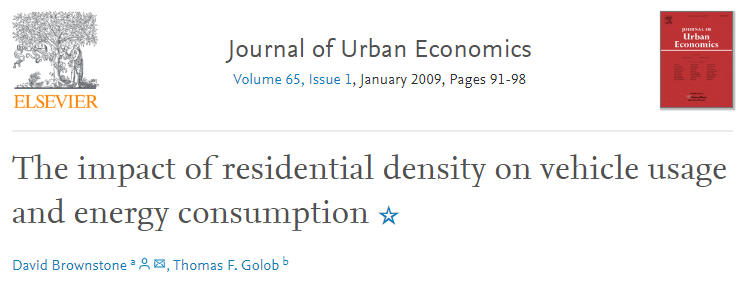 Journal of Urban Economics
Volume 65, Issue 1, January 2009, Pages 91-98
ELSEVIER
JOURNAL OF
Urban
Economics
The impact of residential density on vehicle usage
and energy consumption ☆
David Brownstone a, Thomas F. Golob b